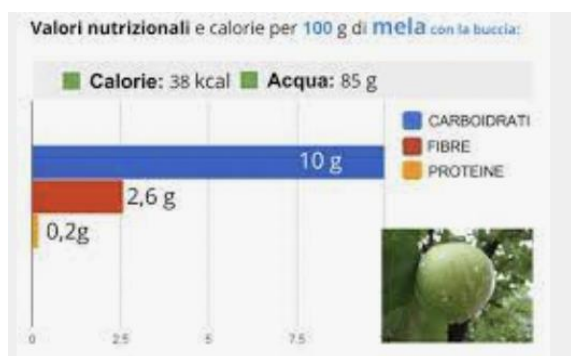 Valori nutrizionali e calorie per 100 g di mela con la buccia:
Calorie: 38 kcal Acqua: 85 g
CARBOIDRATI
FIBRE
PROTEINE
10 g
2,6 g
0,2g
0 2.5 5 7.5